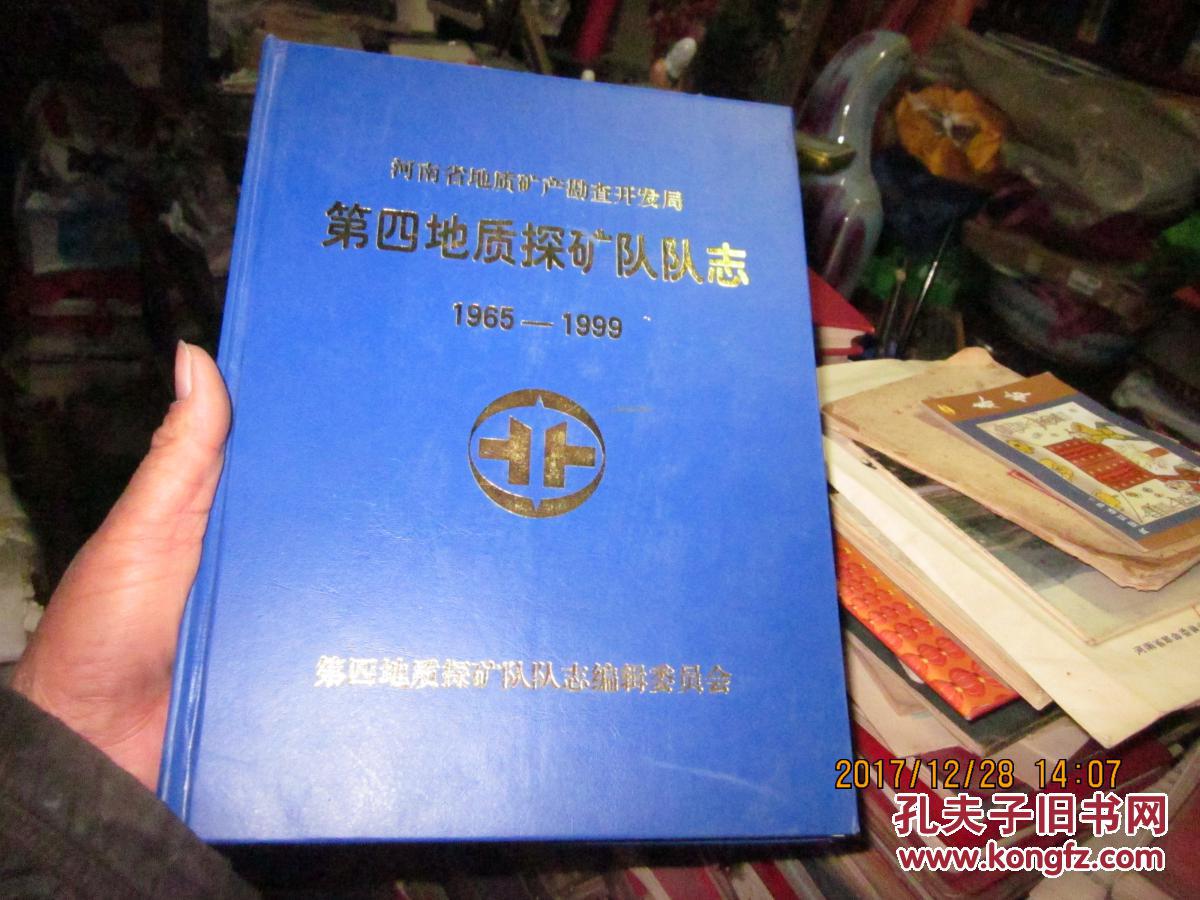 河南省地质矿产勘查开发局
第四地质探矿队队志
1965—1999
第四地质探矿队队志编辑委员会
2017/12/28 14:07
孔夫子旧书网
www.kongfz.com